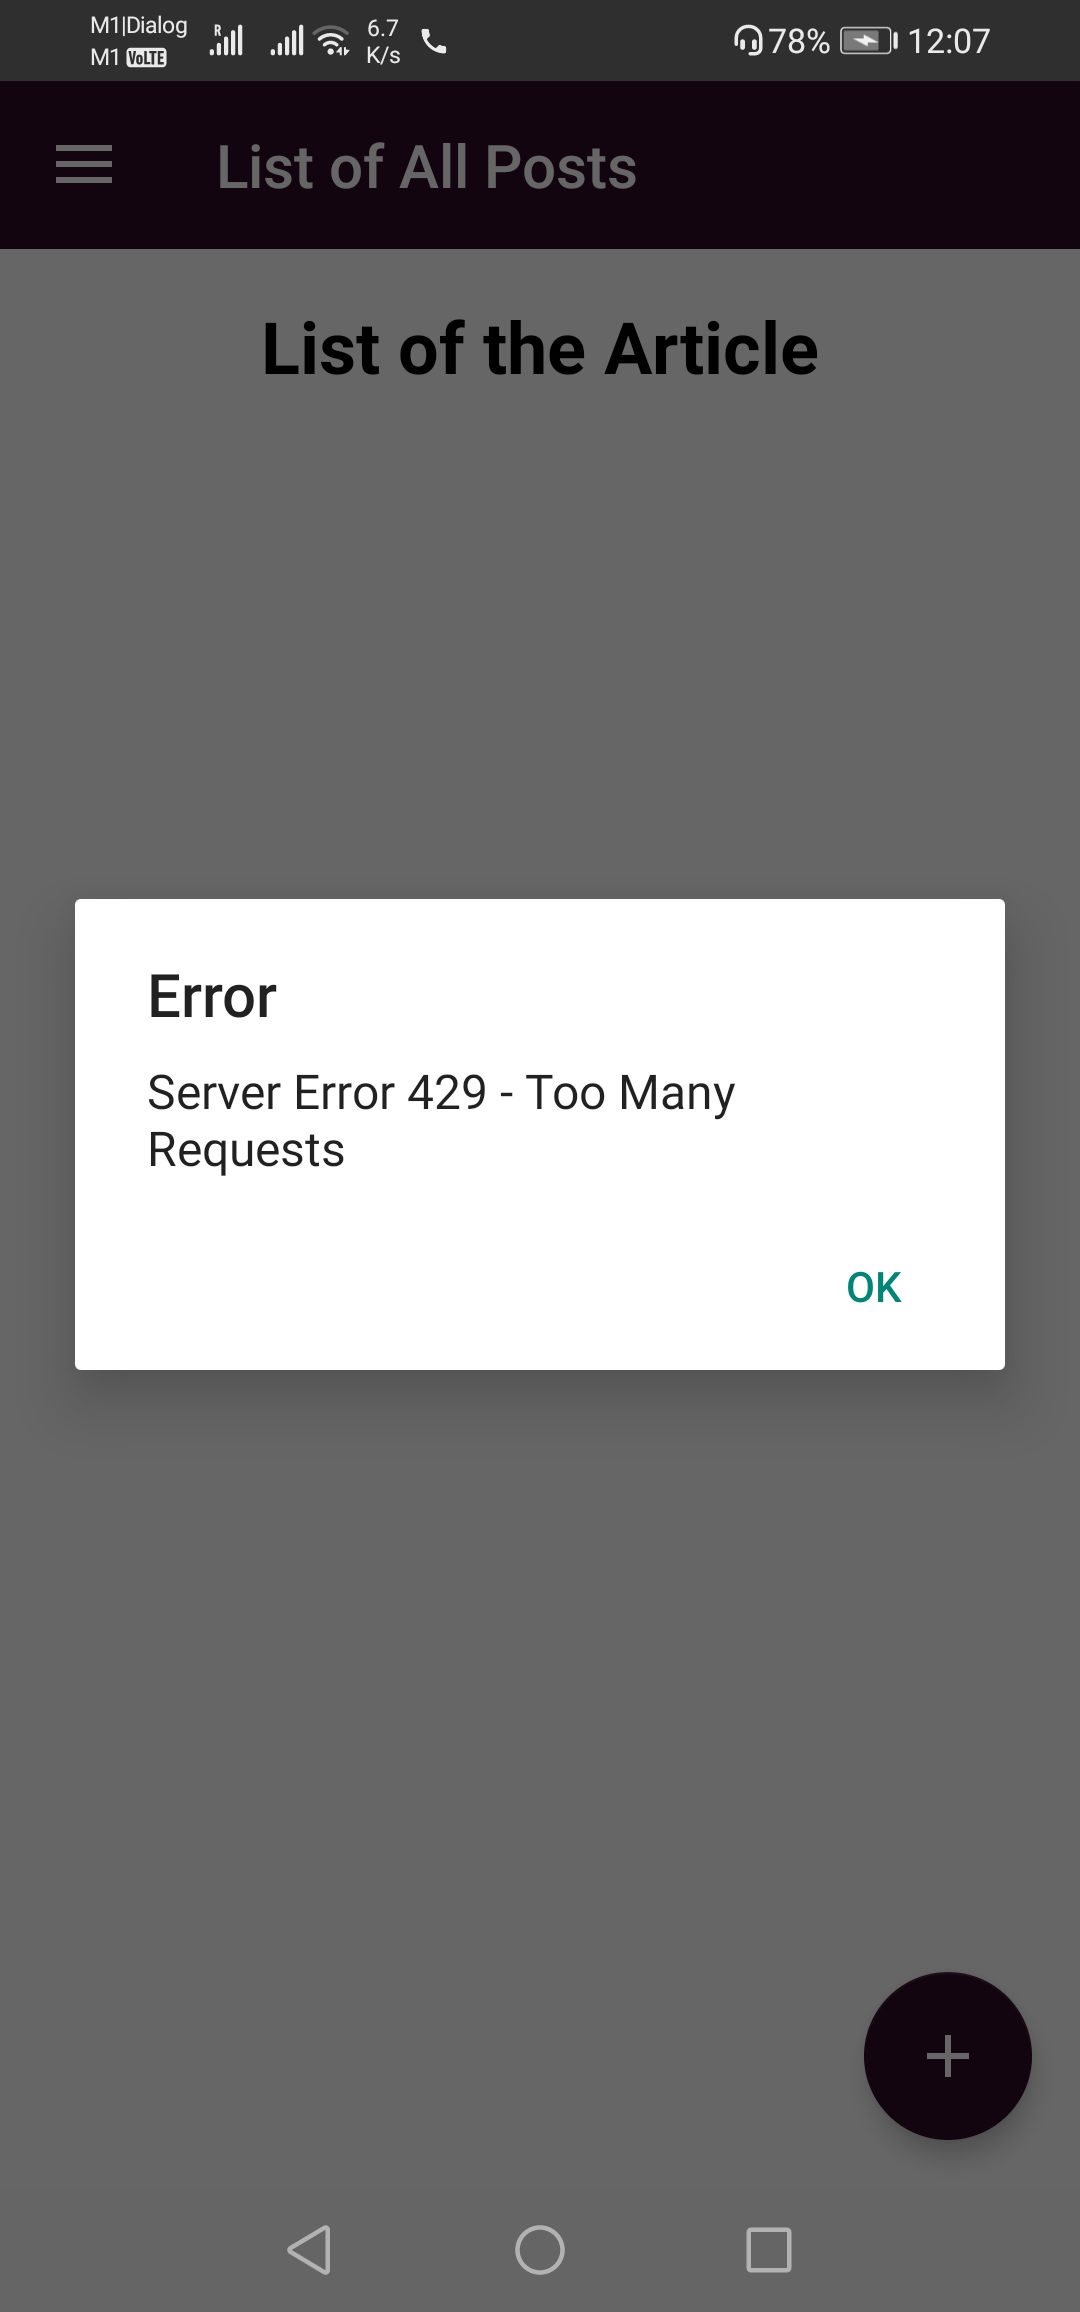 M1|Dialog
M1 VoLTE
R
6.7
K/s
78%
12:07
List of All Posts
List of the Article
Error
Server Error 429 - Too Many
Requests
OK